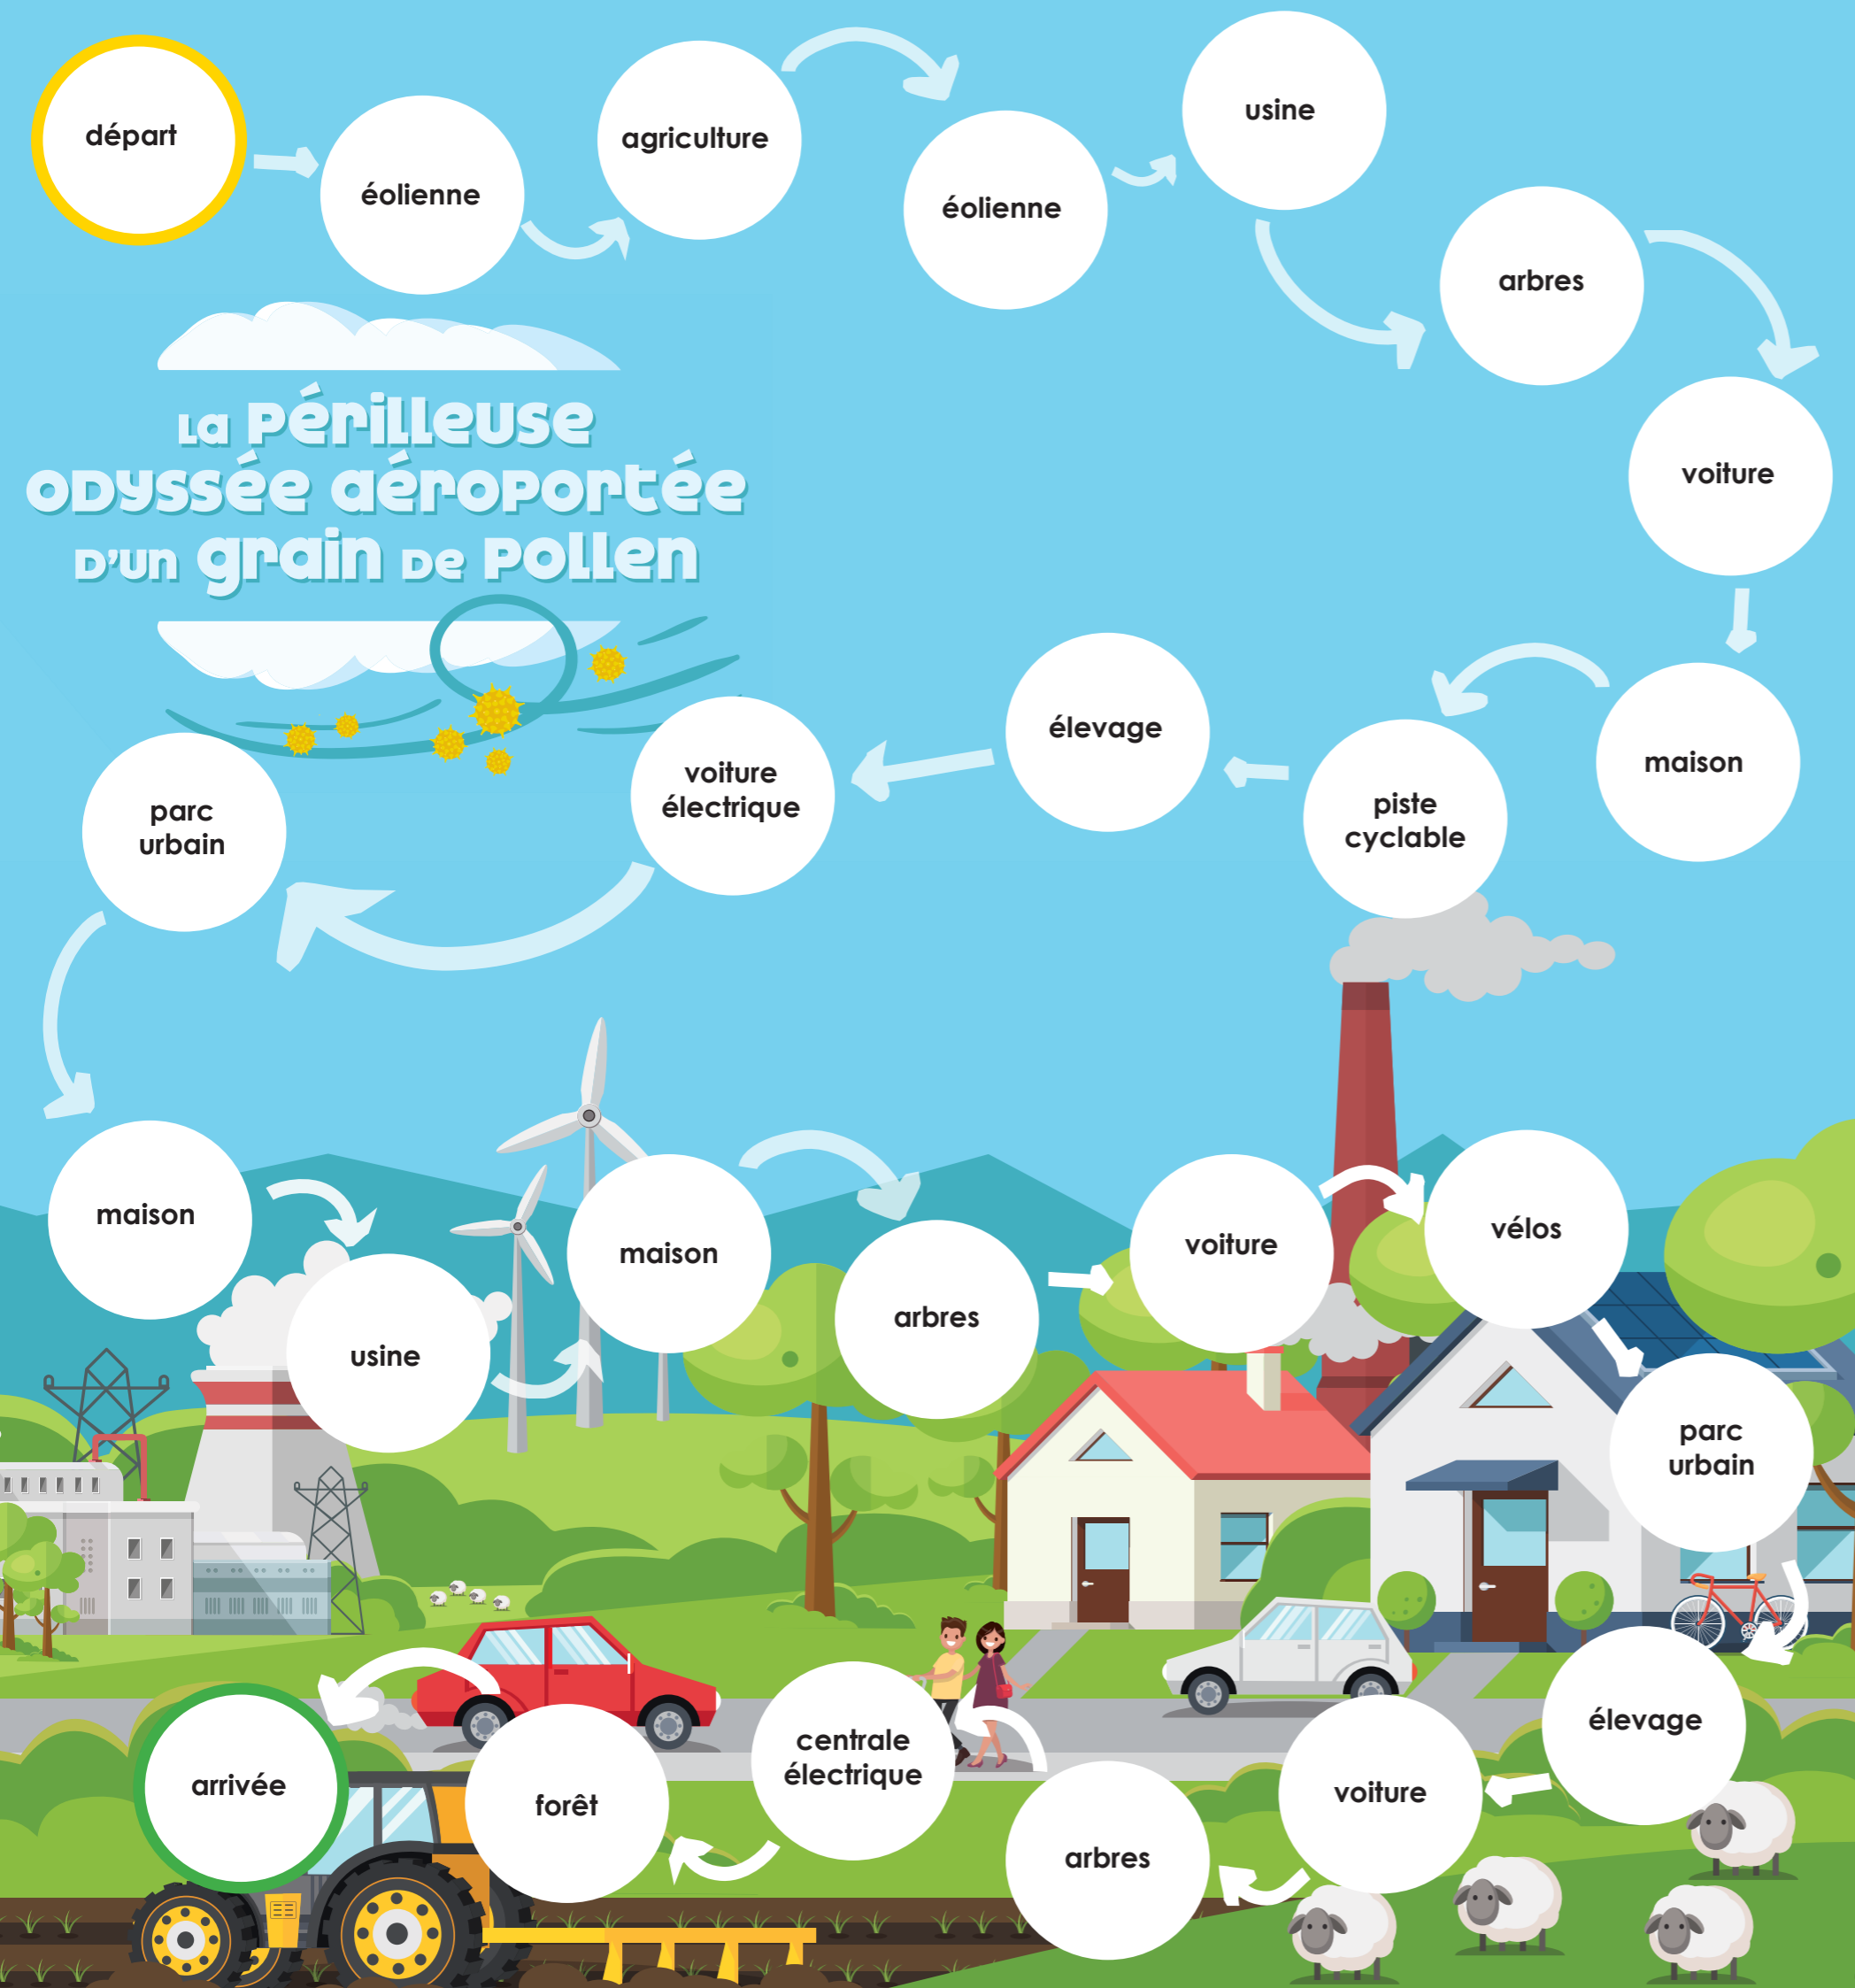 départ
éolienne
agriculture
éolienne
usine
arbres
voiture
La Périlleuse
odyssée aéroportée
d'un grain de pollen
maison
piste
cyclable
élevage
voiture
électrique
parc
urbain
maison
usine
maison
arbres
voiture
vélos
parc
urbain
élevage
voiture
arbres
centrale
électrique
forêt
arrivée